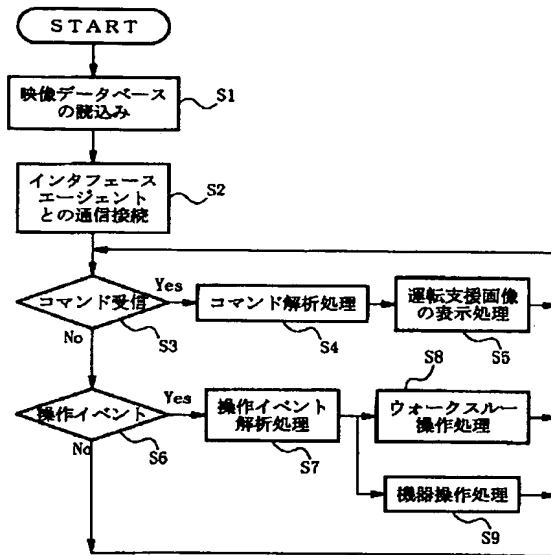 START
映像データベース
の読込み
S1
インタフェース
エージェント
との通信接続
S2
コマンド受信
Yes
No
S3
コマンド解析処理
S4
運転支援画像
の表示処理
S5
操作イベント
Yes
No
S6
操作イベント
解析処理
S7
S8
ウォークスルー
操作処理
機器操作処理
S9